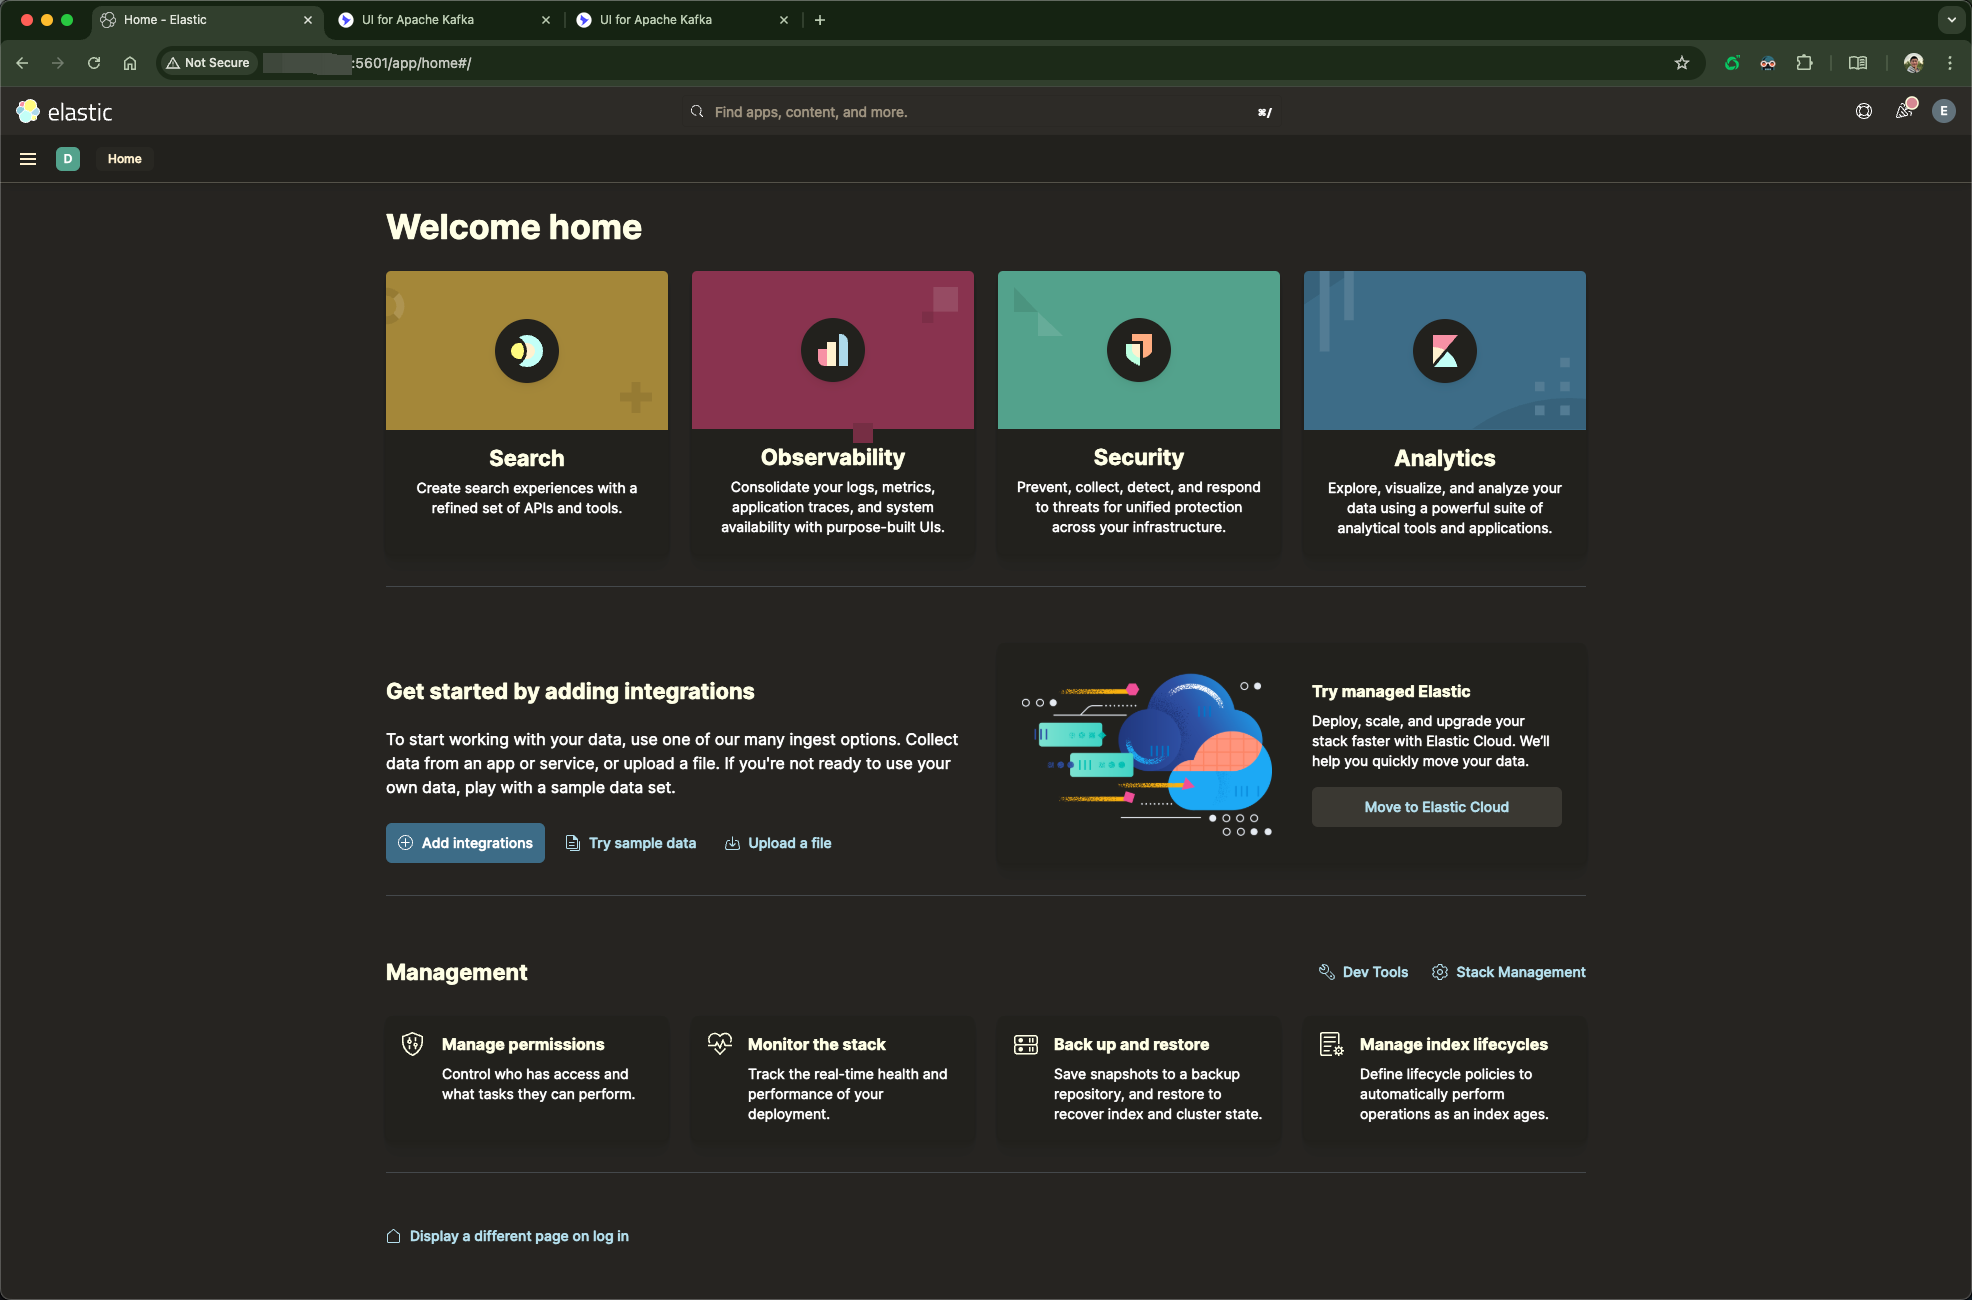 Home - Elastic
UI for Apache Kafka
UI for Apache Kafka
Not Secure
:5601/app/home#/
elastic
Find apps, content, and more.
⌘/
E
D
Home
Welcome home
Search
Create search experiences with a
refined set of APIs and tools.
Observability
Consolidate your logs, metrics,
application traces, and system
availability with purpose-built UIs.
Security
Prevent, collect, detect, and respond
to threats for unified protection
across your infrastructure.
Analytics
Explore, visualize, and analyze your
data using a powerful suite of
analytical tools and applications.
Get started by adding integrations
To start working with your data, use one of our many ingest options. Collect
data from an app or service, or upload a file. If you're not ready to use your
own data, play with a sample data set.
Add integrations
Try sample data
Upload a file
Try managed Elastic
Deploy, scale, and upgrade your
stack faster with Elastic Cloud. We’ll
help you quickly move your data.
Move to Elastic Cloud
Management
Dev Tools
Stack Management
Manage permissions
Control who has access and
what tasks they can perform.
Monitor the stack
Track the real-time health and
performance of your
deployment.
Back up and restore
Save snapshots to a backup
repository, and restore to
recover index and cluster state.
Manage index lifecycles
Define lifecycle policies to
automatically perform
operations as an index ages.
Display a different page on log in